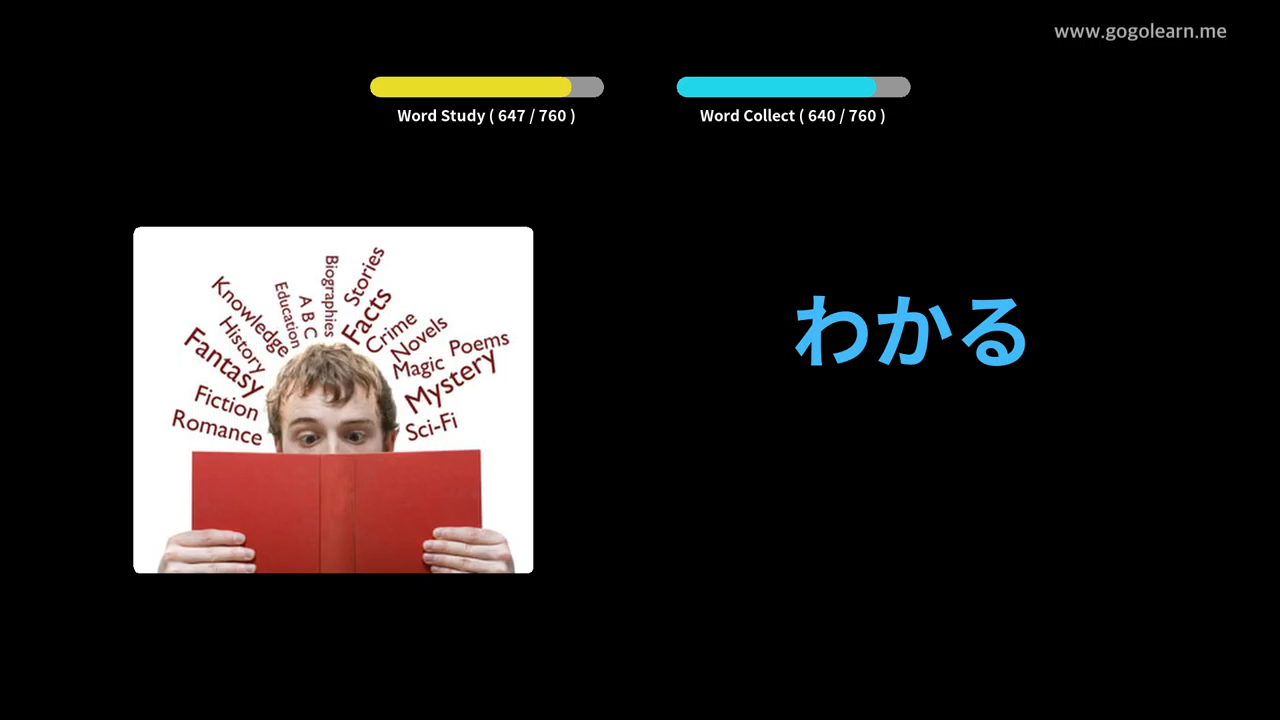 www.gogolearn.me
Word Study ( 647 / 760 )
Word Collect ( 640 / 760 )
わかる
Romance
Fiction
Fantasy
History
Knowledge
Education
A B C
Biographies
Stories
Facts
Crime
Novels
Magic
Poems
Mystery
Sci-Fi